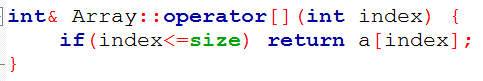 int& Array::operator[](int index) {
if(index<=size) return a[index];
}